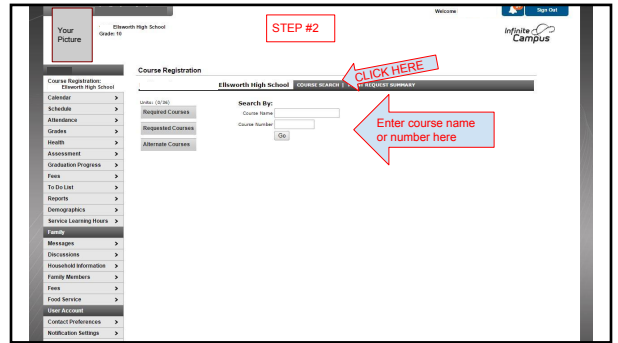 Welcome
Sign Out
Your
Picture
Ellsworth High School
Grade: 10
STEP #2
Infinite
Campus
Course Registration
CLICK HERE
Course Registration:
Ellsworth High School
Ellsworth High School COURSE SEARCH | REQUEST SUMMARY
Calendar >
Schedule >
Attendance >
Grades >
Health >
Assessment >
Graduation Progress >
Fees >
To Do List >
Reports >
Demographics >
Service Learning Hours >
Family
Messages >
Discussions >
Household Information >
Family Members >
Fees >
Food Service >
User Account
Contact Preferences >
Notification Settings >
Units: (0/36)
Required Courses
Requested Courses
Alternate Courses
Search By:
Course Name
Course Number
Go
Enter course name
or number here